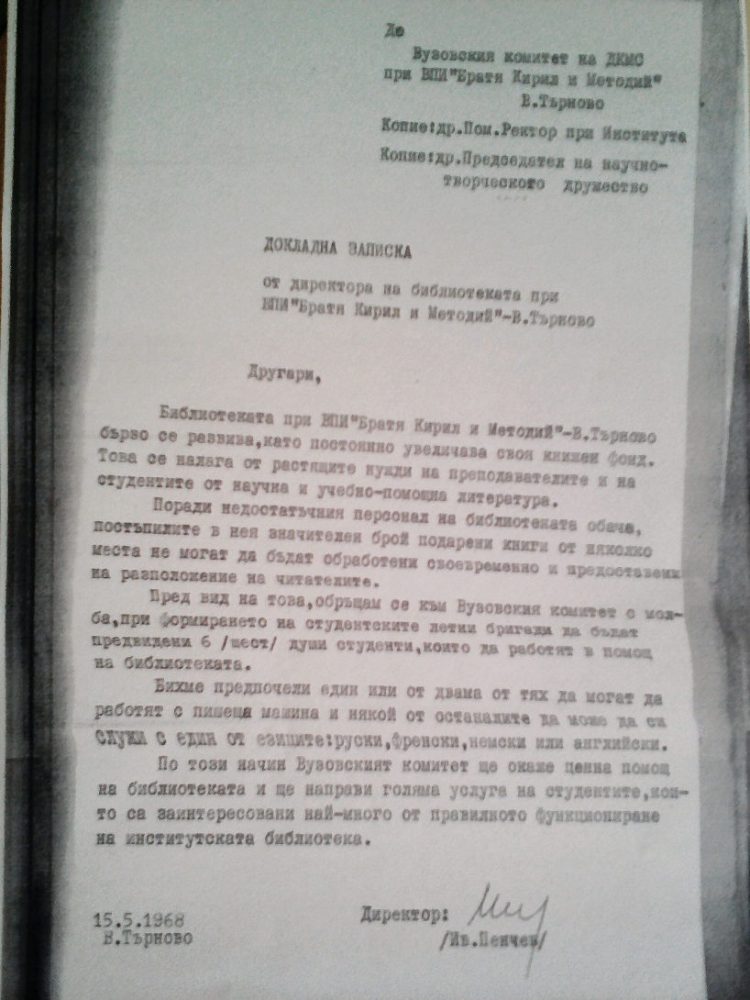 До
Вузовския комитет на ДКМС
при ВПИ"Братя Кирил и Методий"
В.Търново
Копие:др.Пом.Ректор при Института
Копие:др.Председател на научно-
творческото дружество
ДОКЛАДНА ЗАПИСКА
от директора на библиотеката при
ВПИ"Братя Кирил и Методий"-В.Търново
Другари,
Библиотеката при ВПИ"Братя Кирил и Методий"-В.Търново
бързо се развива,като постоянно увеличава своя книжен фонд.
Това се налага от растящите нужди на преподавателите и на
студентите от научна и учебно-помощна литература.
Поради недостатъчния персонал на библиотеката обаче,
постъпилите в нея значителен брой подарени книги от няколко
места не могат да бъдат обработени своевременно и предоставени
на разположение на читателите.
Пред вид на това,обръщам се към Вузовския комитет с мол-
ба,при формирането на студентските летни бригади да бъдат
предвидени 6 /шест/ души студенти,които да работят в помощ
на библиотеката.
Бихме предпочели един или от двама от тях да могат да
работят с пишеща машина и някой от останалите да може да си
служи с един от езиците:руски,френски,немски или английски.
По този начин Вузовският комитет ще окаже ценна помощ
на библиотеката и ще направи голяма услуга на студентите,кои-
то са заинтересовани най-много от правилното функциониране
на институтската библиотека.
15.5.1968
В.Търново
Директор:
/Ив.Пенчев/